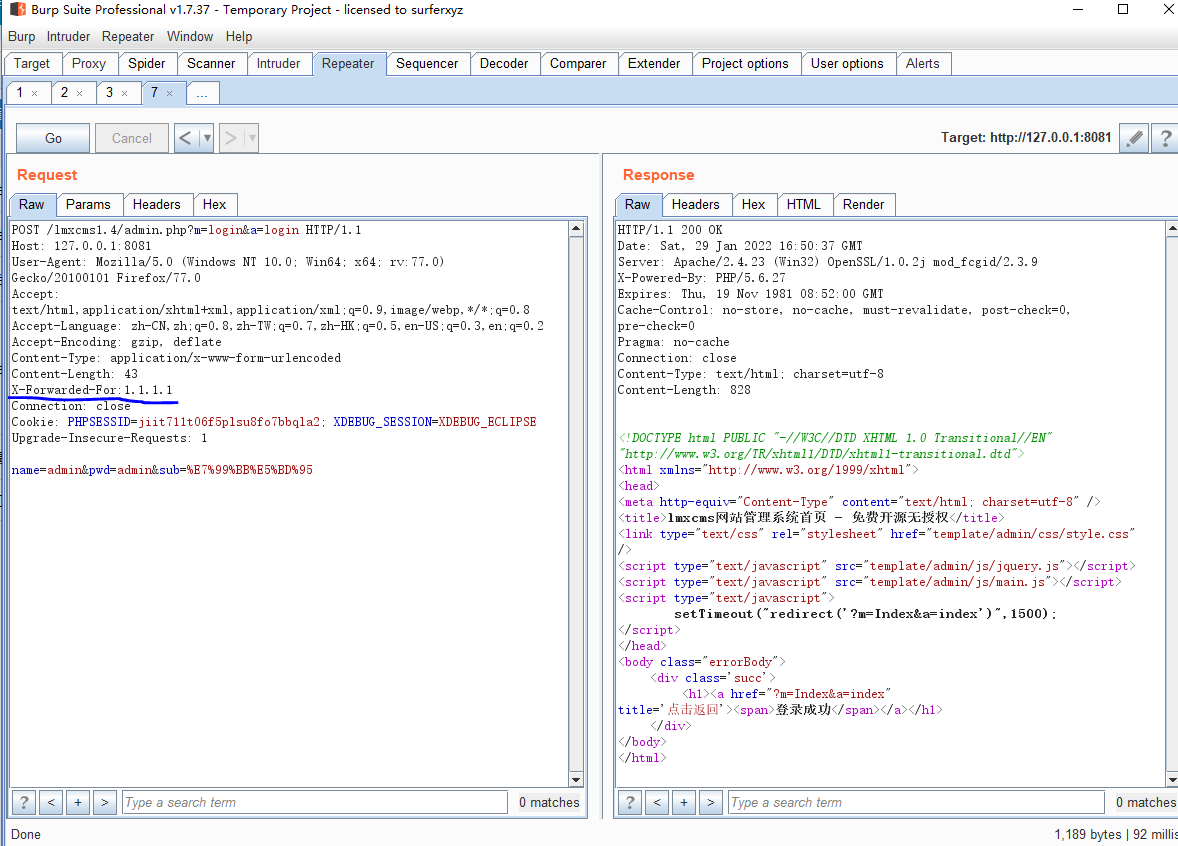 Burp Suite Professional v1.7.37 - Temporary Project - licensed to surferxyz
Burp Intruder Repeater Window Help
Target Proxy Spider Scanner Intruder Repeater Sequencer Decoder Comparer Extender Project options User options Alerts
1 × 2 × 3 × 7 × ...
Go Cancel < ▼ > ▼ Target: http://127.0.0.1:8081 ?
Request
Raw Params Headers Hex
POST /lmxcms1.4/admin.php?m=login&a=login HTTP/1.1
Host: 127.0.0.1:8081
User-Agent: Mozilla/5.0 (Windows NT 10.0; Win64; x64; rv:77.0)
Gecko/20100101 Firefox/77.0
Accept:
text/html,application/xhtml+xml,application/xml;q=0.9,image/webp,*/*;q=0.8
Accept-Language: zh-CN,zh;q=0.8,zh-TW;q=0.7,zh-HK;q=0.5,en-US;q=0.3,en;q=0.2
Accept-Encoding: gzip, deflate
Content-Type: application/x-www-form-urlencoded
Content-Length: 43
X-Forwarded-For:1.1.1.1
Connection: close
Cookie: PHPSESSID=jiit711t06f5plsu8fo7bbqla2; XDEBUG_SESSION=XDEBUG_ECLIPSE
Upgrade-Insecure-Requests: 1
name=admin&pwd=admin&sub=%E7%99%BB%E5%BD%95
? < + > Type a search term 0 matches
Response
Raw Headers Hex HTML Render
HTTP/1.1 200 OK
Date: Sat, 29 Jan 2022 16:50:37 GMT
Server: Apache/2.4.23 (Win32) OpenSSL/1.0.2j mod_fcgid/2.3.9
X-Powered-By: PHP/5.6.27
Expires: Thu, 19 Nov 1981 08:52:00 GMT
Cache-Control: no-store, no-cache, must-revalidate, post-check=0,
pre-check=0
Pragma: no-cache
Connection: close
Content-Type: text/html; charset=utf-8
Content-Length: 828
<!DOCTYPE html PUBLIC "-//W3C//DTD XHTML 1.0 Transitional//EN"
"http://www.w3.org/TR/xhtml1/DTD/xhtml1-transitional.dtd">
<html xmlns="http://www.w3.org/1999/xhtml">
<head>
<meta http-equiv="Content-Type" content="text/html; charset=utf-8" />
<title>lmxcms网站管理系统首页 - 免费开源无授权</title>
<link type="text/css" rel="stylesheet" href="template/admin/css/style.css"
/>
<script type="text/javascript" src="template/admin/js/jquery.js"></script>
<script type="text/javascript" src="template/admin/js/main.js"></script>
<script type="text/javascript">
setTimeout("redirect('?m=Index&a=index')",1500);
</script>
</head>
<body class="errorBody">
<div class='succ'>
<h1><a href="?m=Index&a=index"
title='点击返回'><span>登录成功</span></a></h1>
</div>
</body>
</html>
? < + > Type a search term 0 matches
Done 1,189 bytes | 92 millis